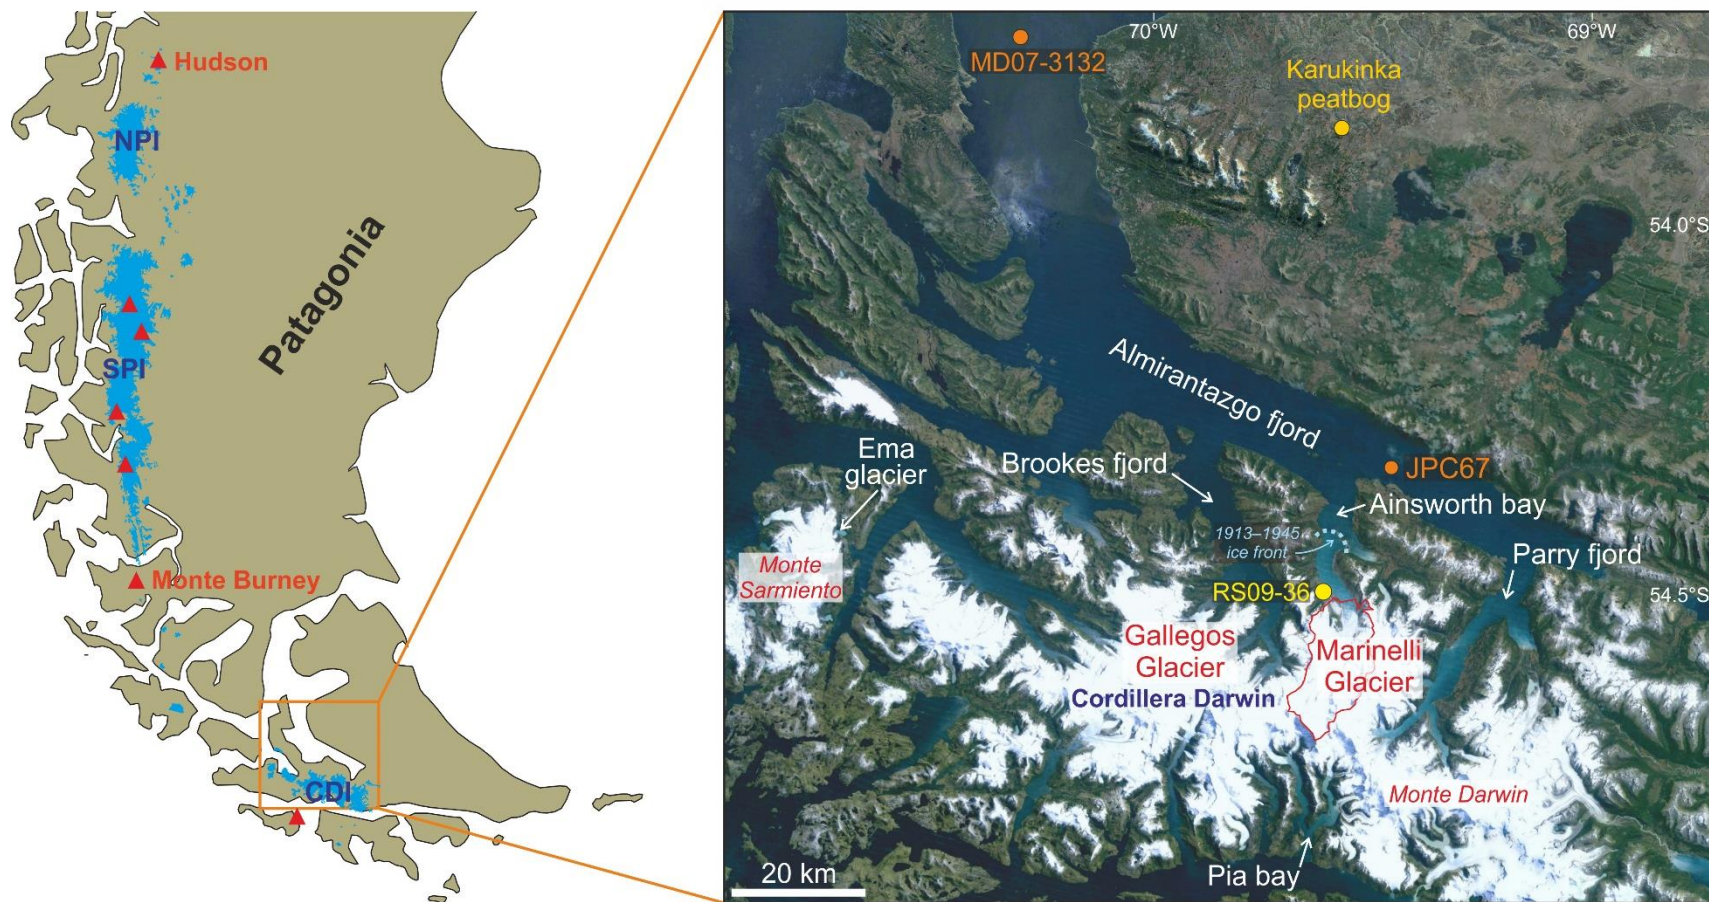 Hudson
NPI
Patagonia
SPI
Monte Burney
CDI
70°W
69°W
MD07-3132
Karukinka
peatbog
54.0°S
Almirantazgo fjord
Ema
glacier
Brookes fjord
JPC67
Ainsworth bay
1913–1945
ice front
Parry fjord
Monte
Sarmiento
RS09-36
54.5°S
Gallegos
Glacier
Marinelli
Glacier
Cordillera Darwin
Monte Darwin
20 km
Pia bay